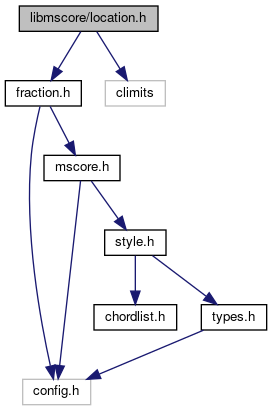 libmscore/location.h
fraction.h
climits
mscore.h
style.h
chordlist.h
types.h
config.h